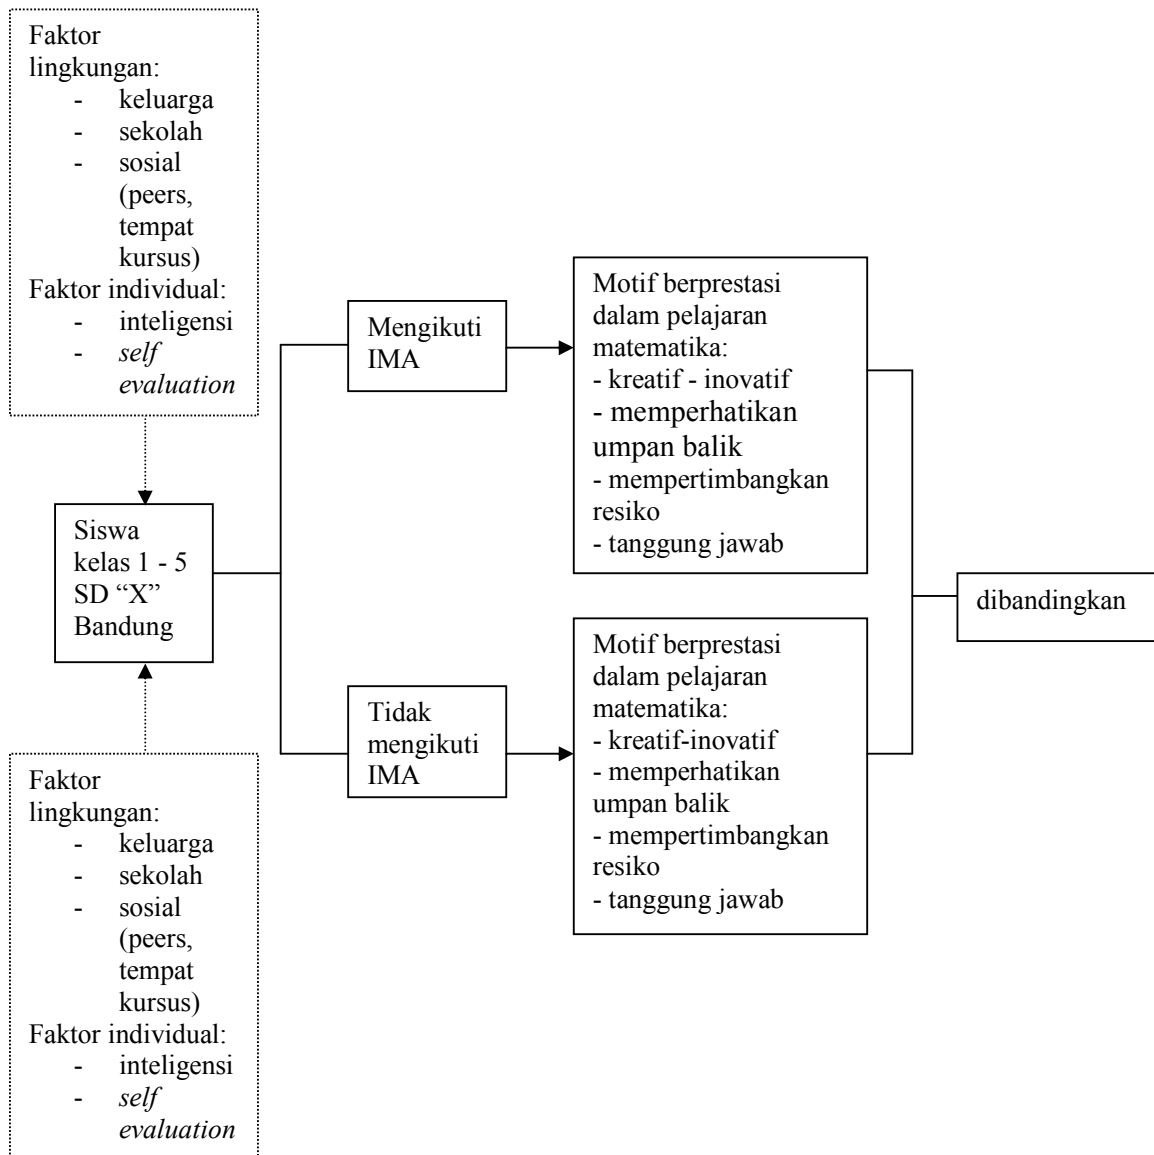 Faktor
lingkungan:
- keluarga
- sekolah
- sosial
(peers,
tempat
kursus)
Faktor individual:
- inteligensi
- self
evaluation
Siswa
kelas 1 - 5
SD “X”
Bandung
Mengikuti
IMA
Motif berprestasi
dalam pelajaran
matematika:
- kreatif - inovatif
- memperhatikan
umpan balik
- mempertimbangkan
resiko
- tanggung jawab
Tidak
mengikuti
IMA
Motif berprestasi
dalam pelajaran
matematika:
- kreatif-inovatif
- memperhatikan
umpan balik
- mempertimbangkan
resiko
- tanggung jawab
dibandingkan
Faktor
lingkungan:
- keluarga
- sekolah
- sosial
(peers,
tempat
kursus)
Faktor individual:
- inteligensi
- self
evaluation